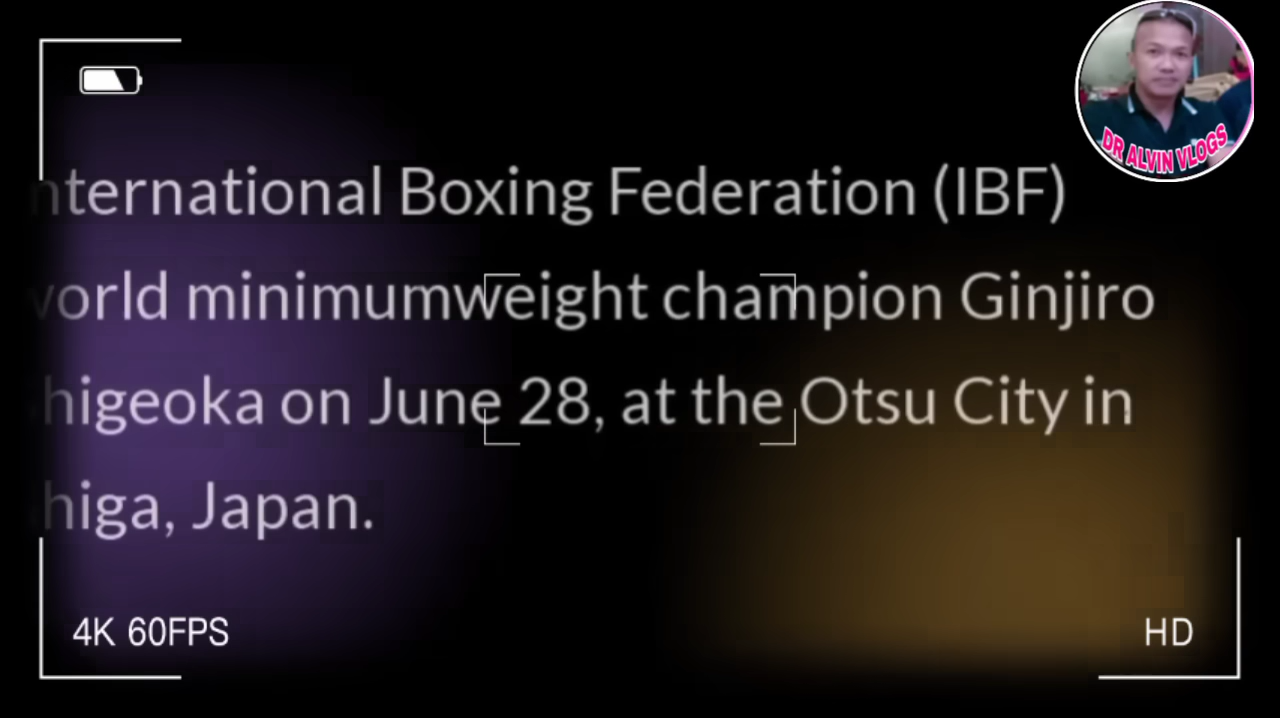 DR ALVIN VLOGS
nternational Boxing Federation (IBF)
world minimumweight champion Ginjiro
higeoka on June 28, at the Otsu City in
higa, Japan.
4K 60FPS
HD